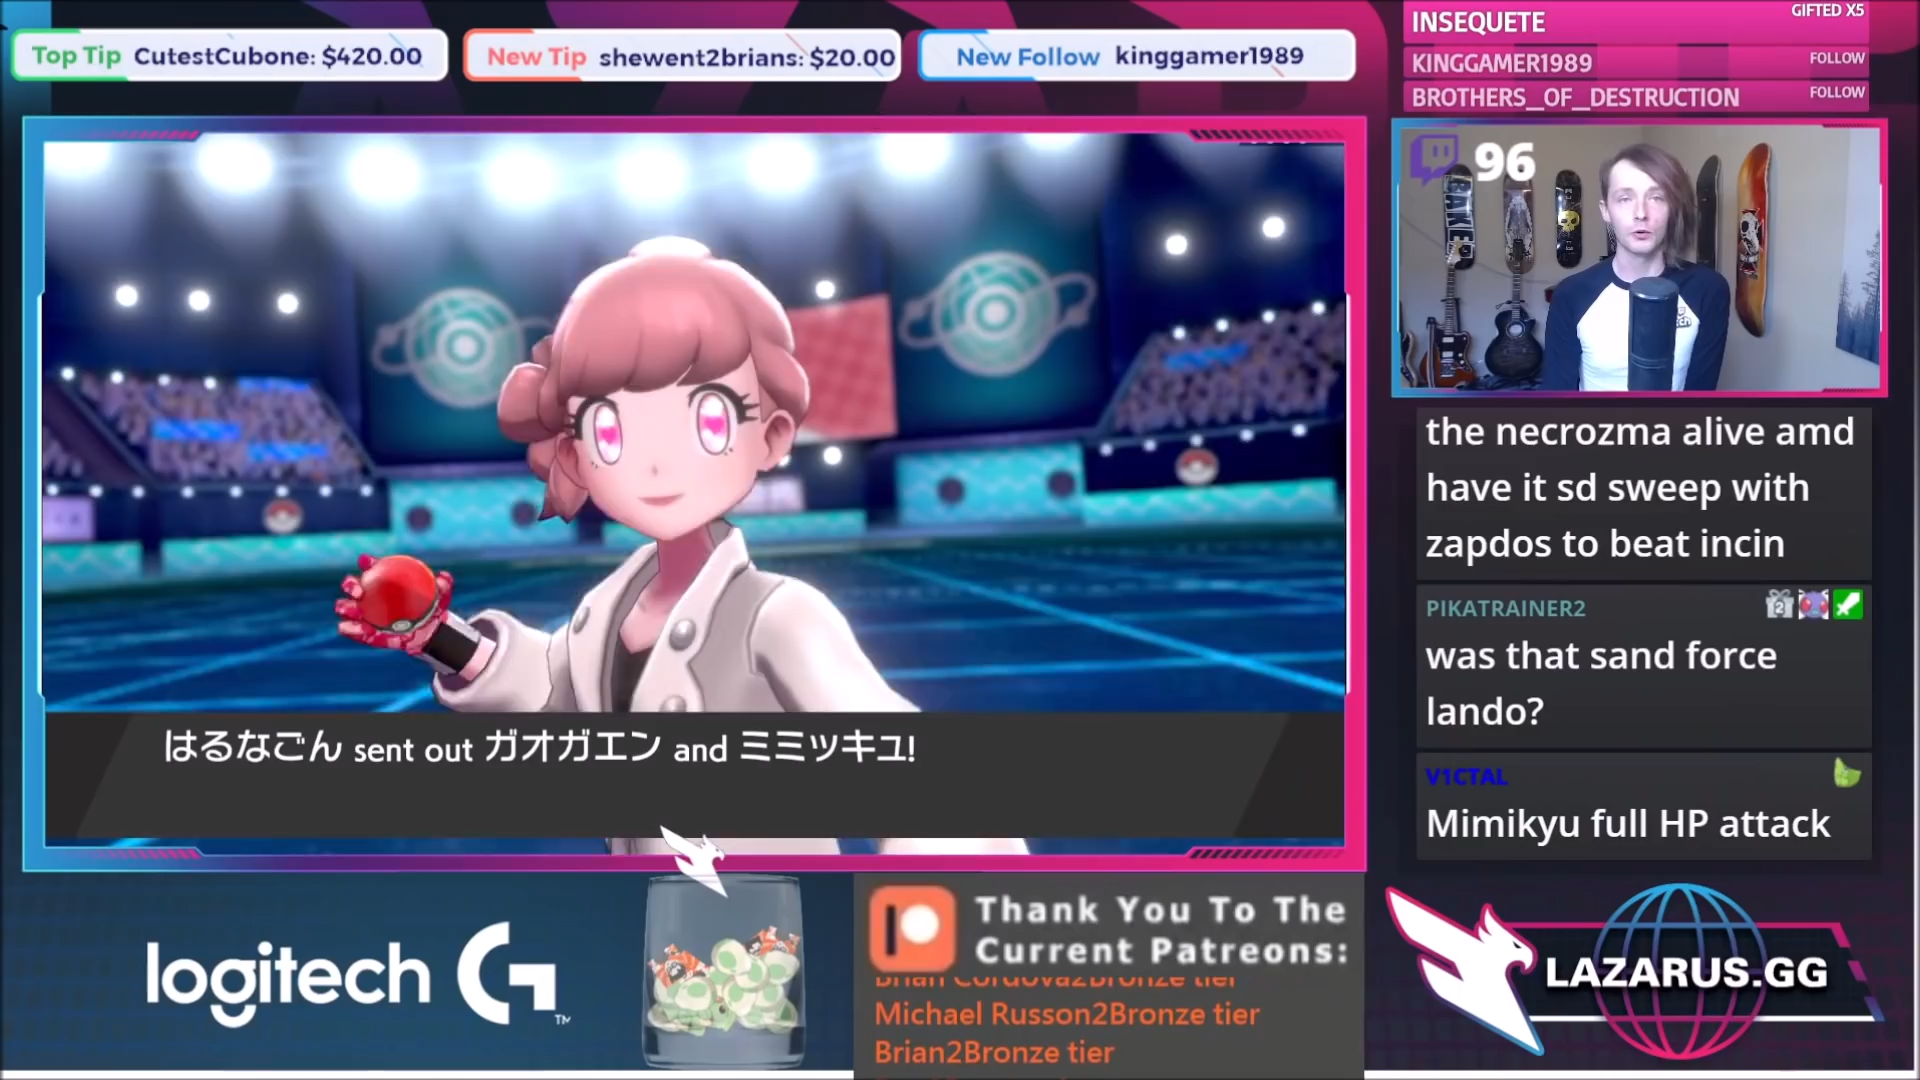 Top Tip CutestCubone: $420.00
New Tip shewent2brians: $20.00
New Follow kinggamer1989
INSEQUETE GIFTED X5
KINGGAMER1989 FOLLOW
BROTHERS_OF_DESTRUCTION FOLLOW
96
the necrozma alive amd
have it sd sweep with
zapdos to beat incin
PIKATRAINER2
was that sand force
lando?
V1CTAL
Mimikyu full HP attack
はるなごん sent out ガオガエン and ミミッキュ!
logitech G TM
Thank You To The
Current Patreons:
Brian Cordova2Bronze tier
Michael Russon2Bronze tier
Brian2Bronze tier
LAZARUS.GG